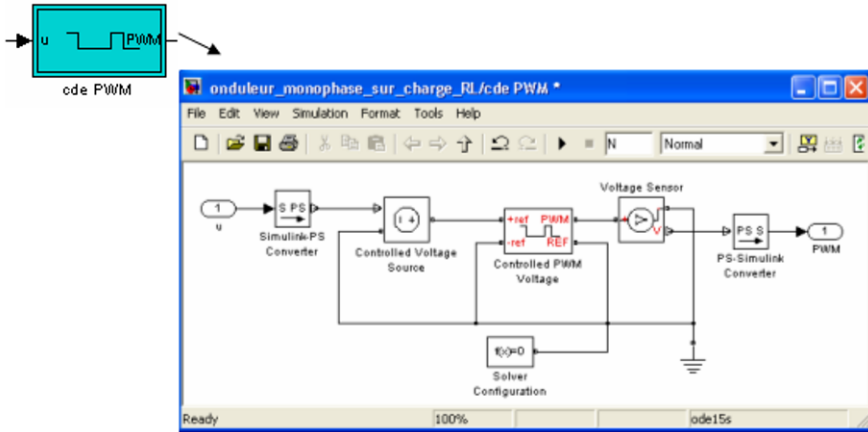 u PWM
cde PWM
onduleur_monophase_sur_charge_RL/cde PWM *
File Edit View Simulation Format Tools Help
N Normal
Voltage Sensor
1 S PS +ref PWM V PS S 1
u -ref REF PWM
Simulink-PS
Converter
Controlled Voltage
Source
Controlled PWM
Voltage
PS-Simulink
Converter
f(x)=0
Solver
Configuration
Ready 100% ode15s